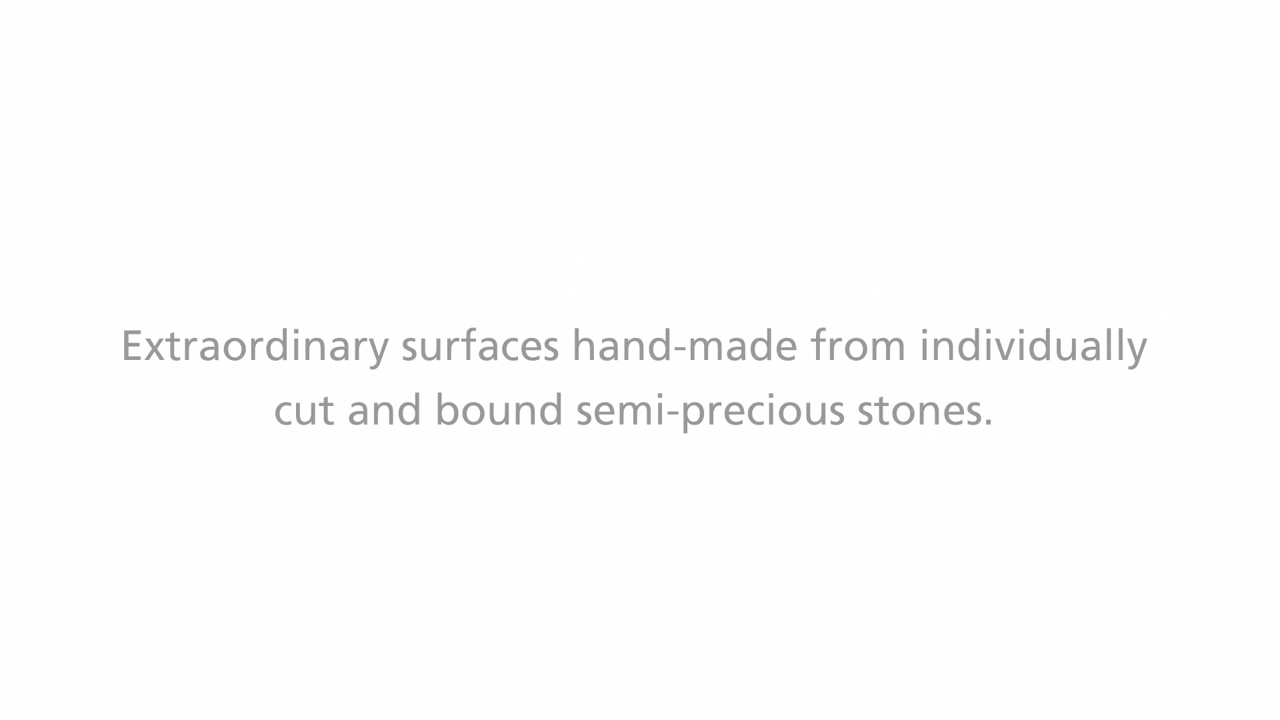 Extraordinary surfaces hand-made from individually
cut and bound semi-precious stones.